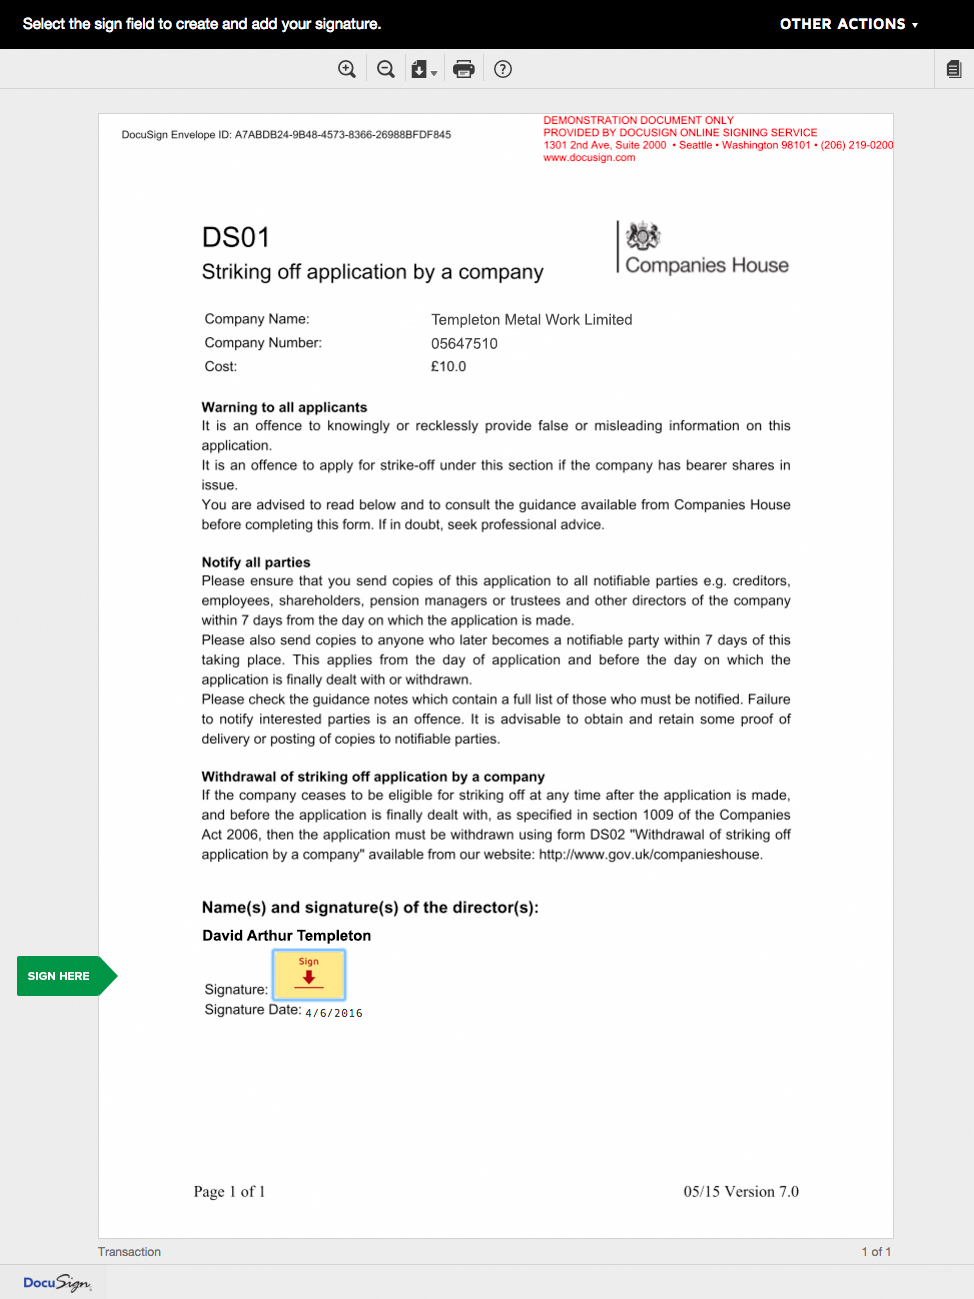 Select the sign field to create and add your signature.
OTHER ACTIONS
DocuSign Envelope ID: A7ABDB24-9B48-4573-8366-26988BFDF845
DEMONSTRATION DOCUMENT ONLY
PROVIDED BY DOCUSIGN ONLINE SIGNING SERVICE
1301 2nd Ave, Suite 2000 • Seattle • Washington 98101 • (206) 219-0200
www.docusign.com
DS01
Striking off application by a company
Companies House
Company Name: Templeton Metal Work Limited
Company Number: 05647510
Cost: £10.0
Warning to all applicants
It is an offence to knowingly or recklessly provide false or misleading information on this
application.
It is an offence to apply for strike-off under this section if the company has bearer shares in
issue.
You are advised to read below and to consult the guidance available from Companies House
before completing this form. If in doubt, seek professional advice.
Notify all parties
Please ensure that you send copies of this application to all notifiable parties e.g. creditors,
employees, shareholders, pension managers or trustees and other directors of the company
within 7 days from the day on which the application is made.
Please also send copies to anyone who later becomes a notifiable party within 7 days of this
taking place. This applies from the day of application and before the day on which the
application is finally dealt with or withdrawn.
Please check the guidance notes which contain a full list of those who must be notified. Failure
to notify interested parties is an offence. It is advisable to obtain and retain some proof of
delivery or posting of copies to notifiable parties.
Withdrawal of striking off application by a company
If the company ceases to be eligible for striking off at any time after the application is made,
and before the application is finally dealt with, as specified in section 1009 of the Companies
Act 2006, then the application must be withdrawn using form DS02 "Withdrawal of striking off
application by a company" available from our website: http://www.gov.uk/companieshouse.
Name(s) and signature(s) of the director(s):
David Arthur Templeton
Sign
SIGN HERE
Signature:
Signature Date: 4/6/2016
Page 1 of 1
05/15 Version 7.0
Transaction
1 of 1
DocuSign